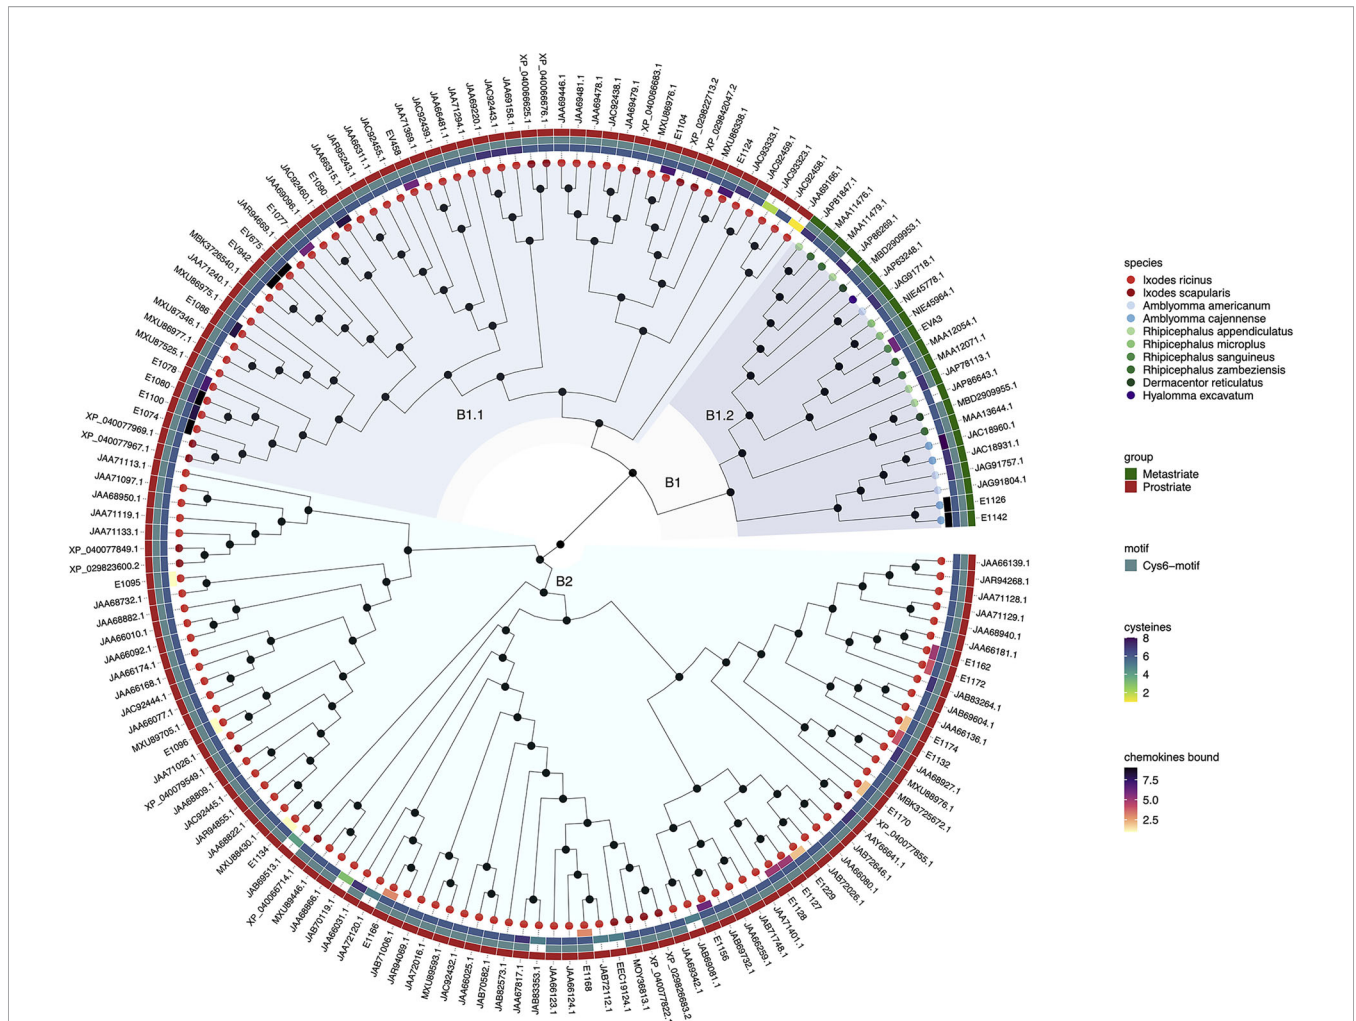 XP_040066625.1
XP_040066676.1
JAA69446.1
JAA69481.1
JAA69478.1
JAC92438.1
JAA69479.1
XP_040066683.1
MXU86976.1
E1104
XP_029822713.2
XP_029842047.2
MXU86338.1
E1124
JAC93333.1
JAC92459.1
JAC93323.1
JAC92458.1
JAA69166.1
JAP81847.1
MAA11476.1
MAA11479.1
JAP86269.1
MBD2909953.1
JAP63248.1
JAG91718.1
NIE45778.1
NIE45964.1
EVA3
MAA12054.1
MAA12071.1
JAP78113.1
JAP86643.1
MBD2909955.1
MAA13644.1
JAC18960.1
JAC18931.1
JAG91757.1
JAG91804.1
E1126
E1142
JAA66139.1
JAR94268.1
JAA71128.1
JAA71129.1
JAA68940.1
JAA66181.1
E1162
E1172
JAB83264.1
JAB69604.1
JAA66136.1
E1174
E1132
JAA68927.1
MXU88976.1
MBK3725672.1
E1170
XP_040077855.1
AAY66641.1
JAB72646.1
JAA66080.1
JAB72026.1
E1229
E1127
E1128
JAA71401.1
JAB71748.1
JAA66259.1
JAB69732.1
E1156
JAB69081.1
JAA69342.1
XP_029826683.2
XP_040077822.
MOY36813.1
EEC19124.1
JAB72112.1
E1168
JAA66124.1
JAA66123.1
JAB83353.1
JAA67817.1
JAB82573.1
JAB70582.1
JAA66025.1
JAC92432.1
MXU89593.1
JAA72016.1
JAR94069.1
JAB71006.1
E1166
JAA72120.1
JAA66031.1
JAB70119.1
JAA68866.1
MXU89446.1
XP_040066714.1
JAB69513.1
E1134
MXU88430.1
JAA68822.1
JAR94855.1
JAC92445.1
JAA68809.1
XP_040079549.1
JAA71026.1
E1096
MXU89705.1
JAA66077.1
JAC92444.1
JAA66168.1
JAA66174.1
JAA66092.1
JAA66010.1
JAA68882.1
JAA68732.1
E1095
XP_029823600.2
XP_040077849.1
JAA71133.1
JAA71119.1
JAA68950.1
JAA71097.1
JAA71113.1
XP_040077967.1
XP_040077969.1
E1074
E1100
E1080
E1078
MXU87525.1
MXU86977.1
MXU87346.1
E1086
MXU86975.1
JAA71240.1
MBK3726540.1
EV942
EV675
JAR94669.1
E1077
JAA69096.1
JAC92460.1
E1090
JAA66315.1
JAR95243.1
JAA66311.1
JAC92455.1
EV458
JAA71369.1
JAC92439.1
JAA66481.1
JAA71294.1
JAA69220.1
JAC92443.1
JAA69158.1
B1.1
B1.2
B1
B2
species
Ixodes ricinus
Ixodes scapularis
Amblyomma americanum
Amblyomma cajennense
Rhipicephalus appendiculatus
Rhipicephalus microplus
Rhipicephalus sanguineus
Rhipicephalus zambeziensis
Dermacentor reticulatus
Hyalomma excavatum
group
Metastriate
Prostriate
motif
Cys6-motif
cysteines
8
6
4
2
chemokines bound
7.5
5.0
2.5